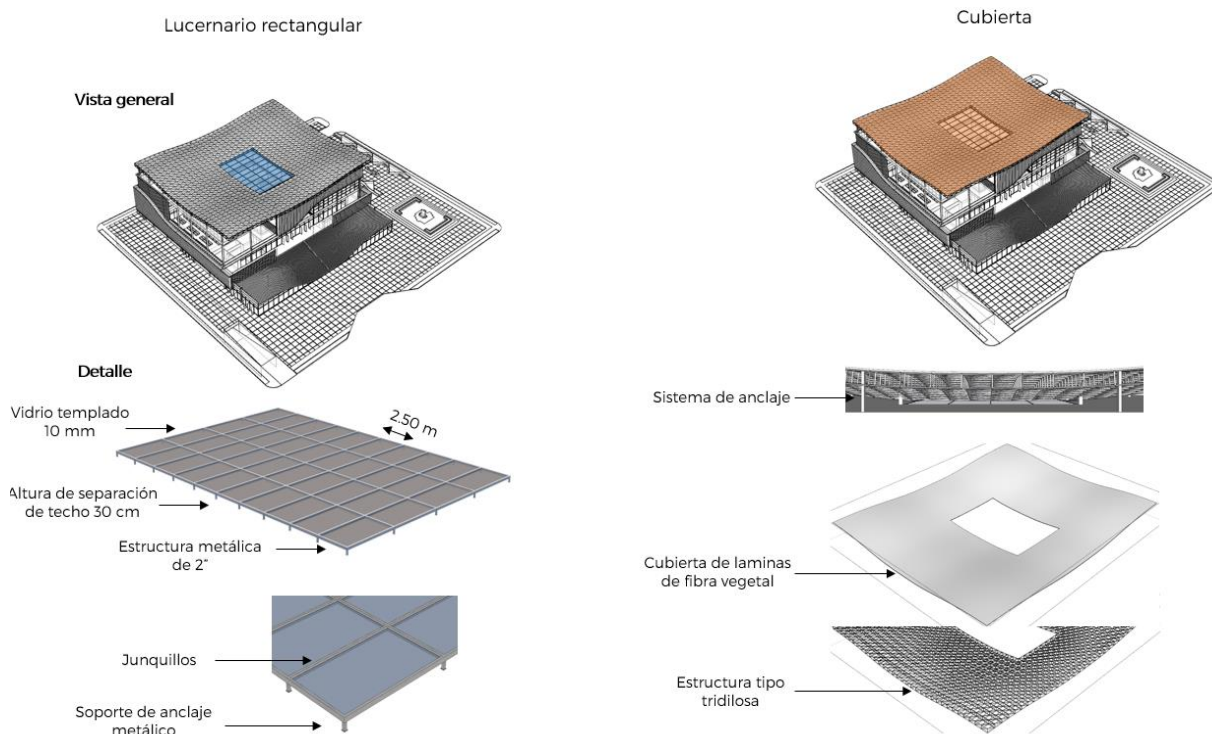 Lucernario rectangular
Vista general
Detalle
Vidrio templado
10 mm
2.50 m
Altura de separación
de techo 30 cm
Estructura metálica
de 2"
Junquillos
Soporte de anclaje
metálico
Cubierta
Sistema de anclaje
Cubierta de laminas
de fibra vegetal
Estructura tipo
tridilosa